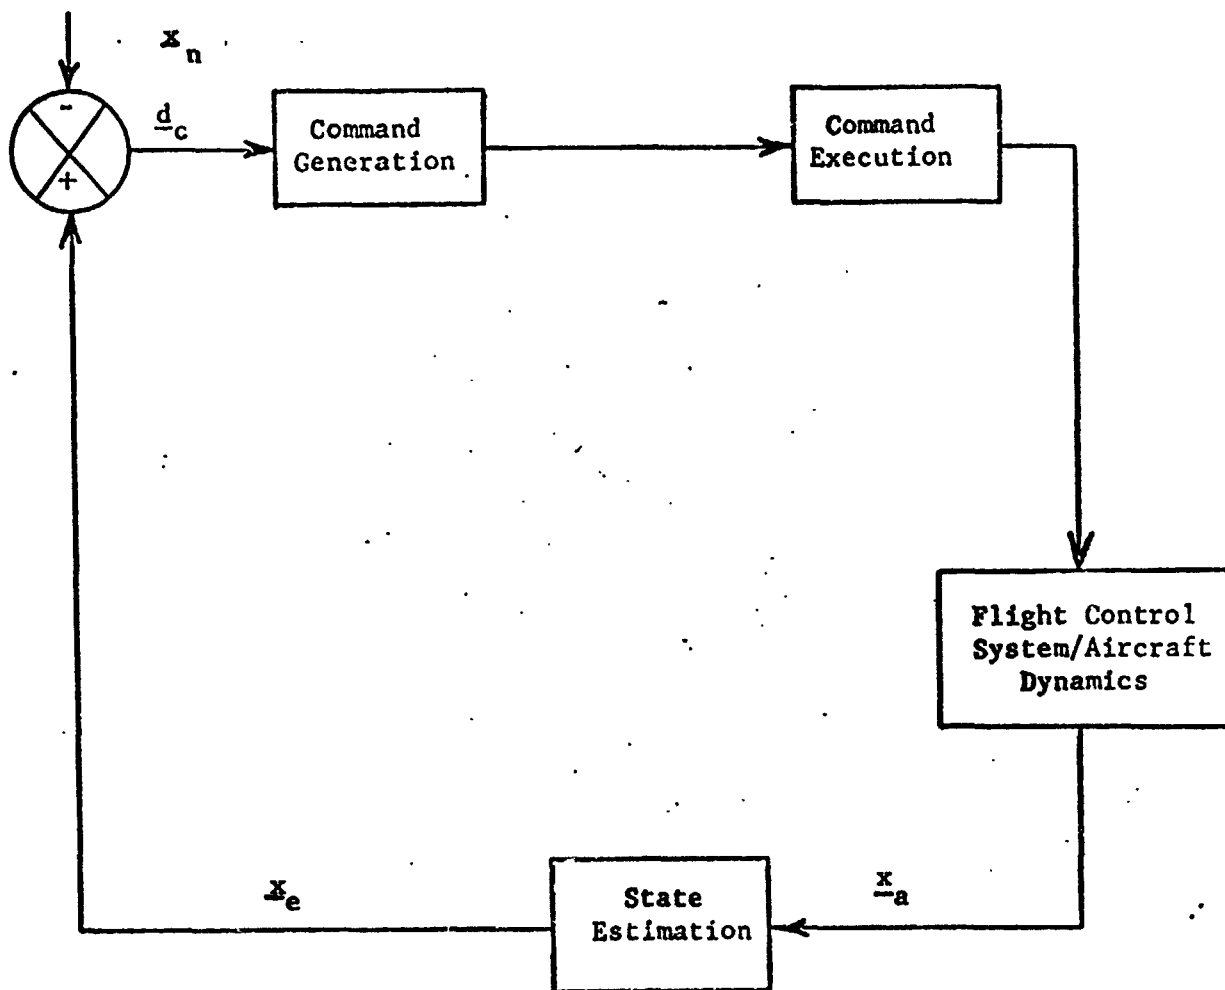 x_n
-
+
d_c
Command
Generation
Command
Execution
Flight Control
System/Aircraft
Dynamics
x_a
State
Estimation
x_e